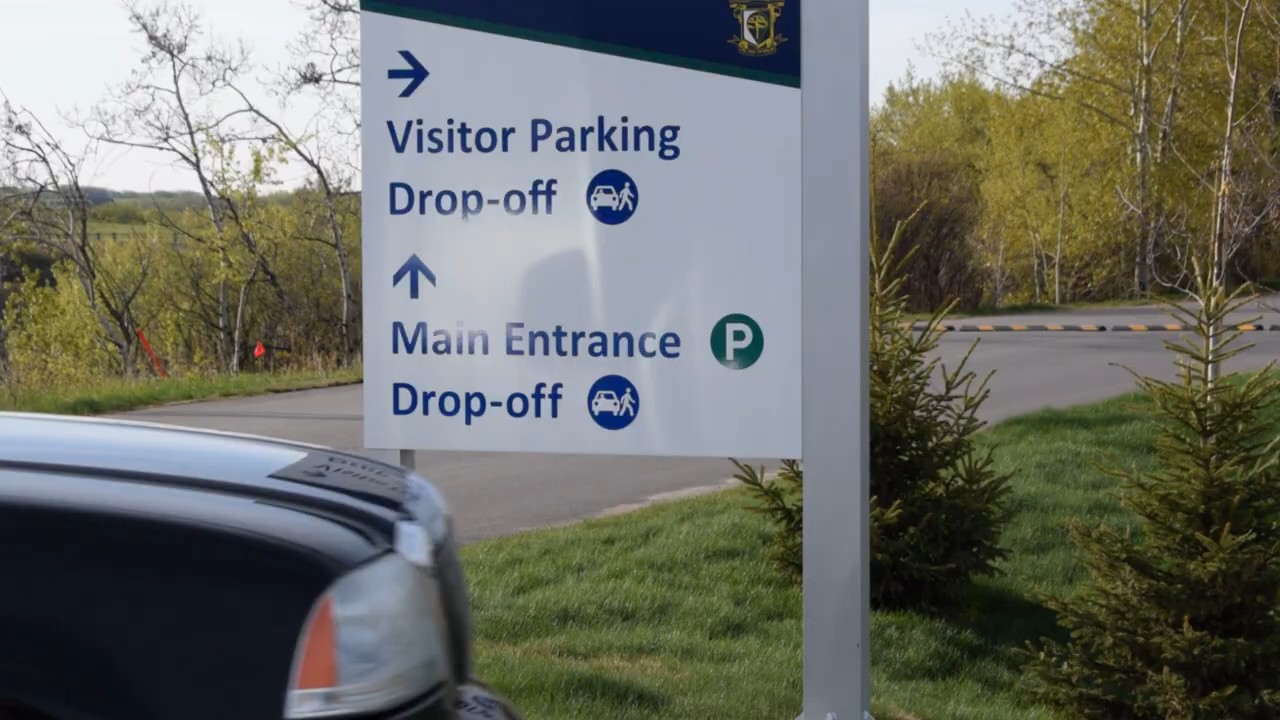 →
Visitor Parking
Drop-off
↑
Main Entrance P
Drop-off